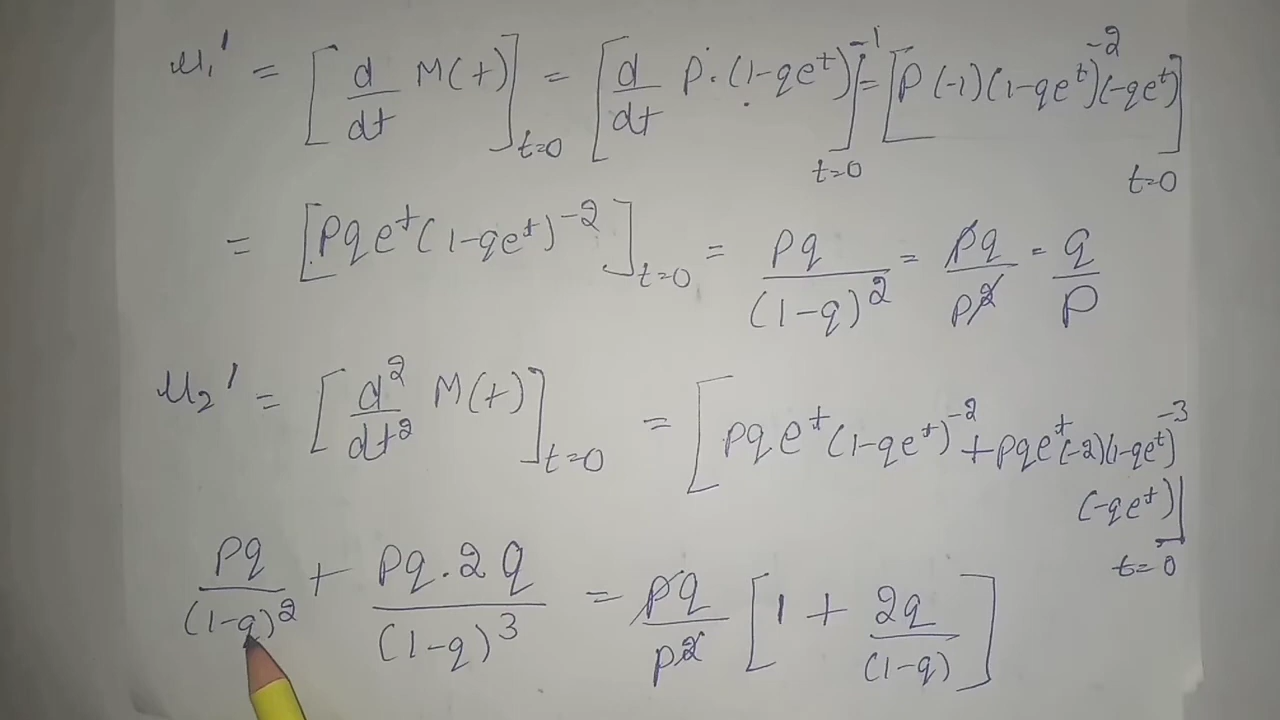 μ₁' = [d/dt M(t)]_{t=0} = [d/dt p·(1-qe^t)^{-1}]_{t=0} = [p(-1)(1-qe^t)^{-2}(-qe^t)]_{t=0}
= [pqe^t(1-qe^t)^{-2}]_{t=0} = pq/(1-q)^2 = pq/p^2 = q/p
μ₂' = [d^2/dt^2 M(t)]_{t=0} = [pqe^t(1-qe^t)^{-2} + pqe^t(-2)(1-qe^t)^{-3}
(-qe^t)]_{t=0}
pq/(1-q)^2 + pq·2q/(1-q)^3 = pq/p^2 [1 + 2q/(1-q)]